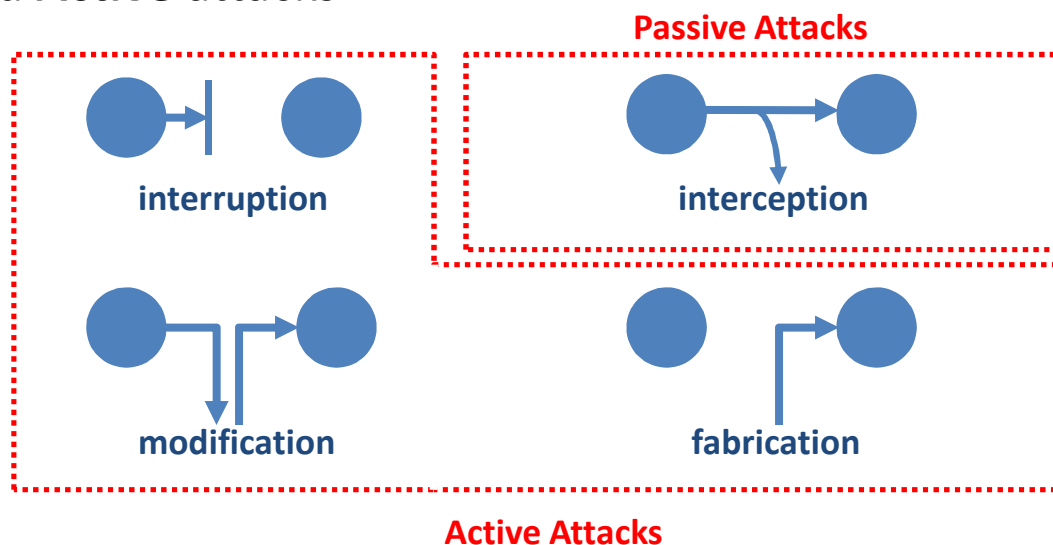 Passive Attacks
interruption
interception
modification
fabrication
Active Attacks